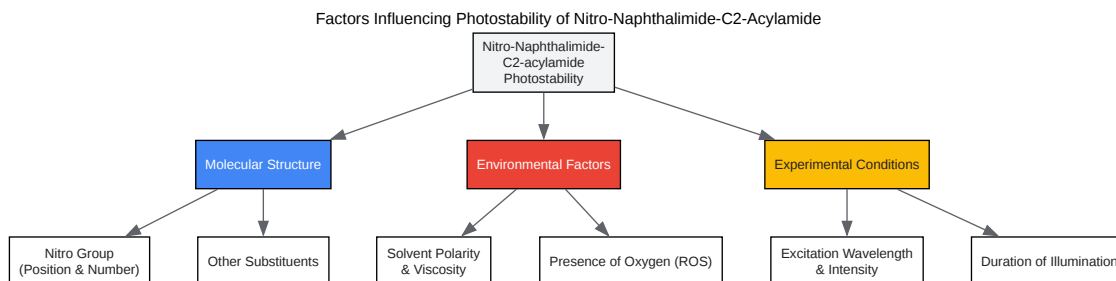 Factors Influencing Photostability of Nitro-Naphthalimide-C2-Acylamide
Nitro-Naphthalimide-
C2-acylamide
Photostability
Molecular Structure
Environmental Factors
Experimental Conditions
Nitro Group
(Position & Number)
Other Substituents
Solvent Polarity
& Viscosity
Presence of Oxygen (ROS)
Excitation Wavelength
& Intensity
Duration of Illumination